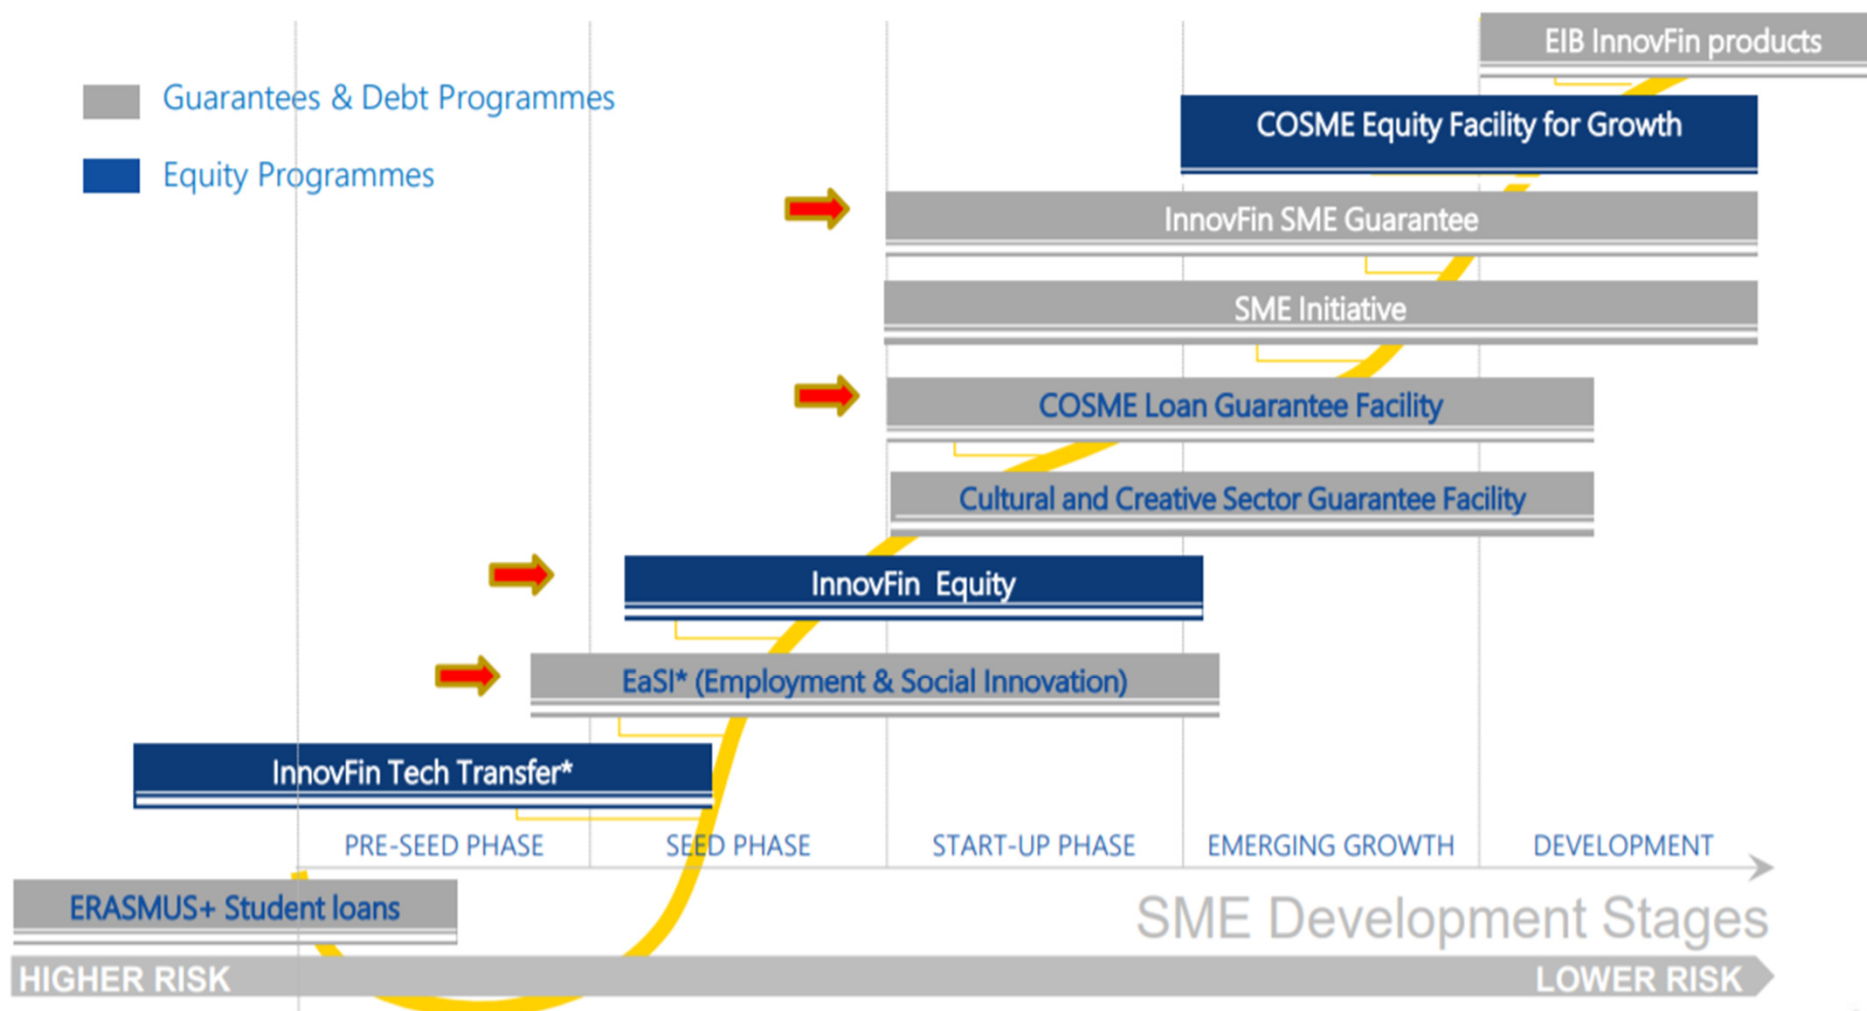 EIB InnovFin products
Guarantees & Debt Programmes
COSME Equity Facility for Growth
Equity Programmes
InnovFin SME Guarantee
SME Initiative
COSME Loan Guarantee Facility
Cultural and Creative Sector Guarantee Facility
InnovFin Equity
EaSI* (Employment & Social Innovation)
InnovFin Tech Transfer*
PRE-SEED PHASE
SEED PHASE
START-UP PHASE
EMERGING GROWTH
DEVELOPMENT
ERASMUS+ Student loans
SME Development Stages
HIGHER RISK
LOWER RISK